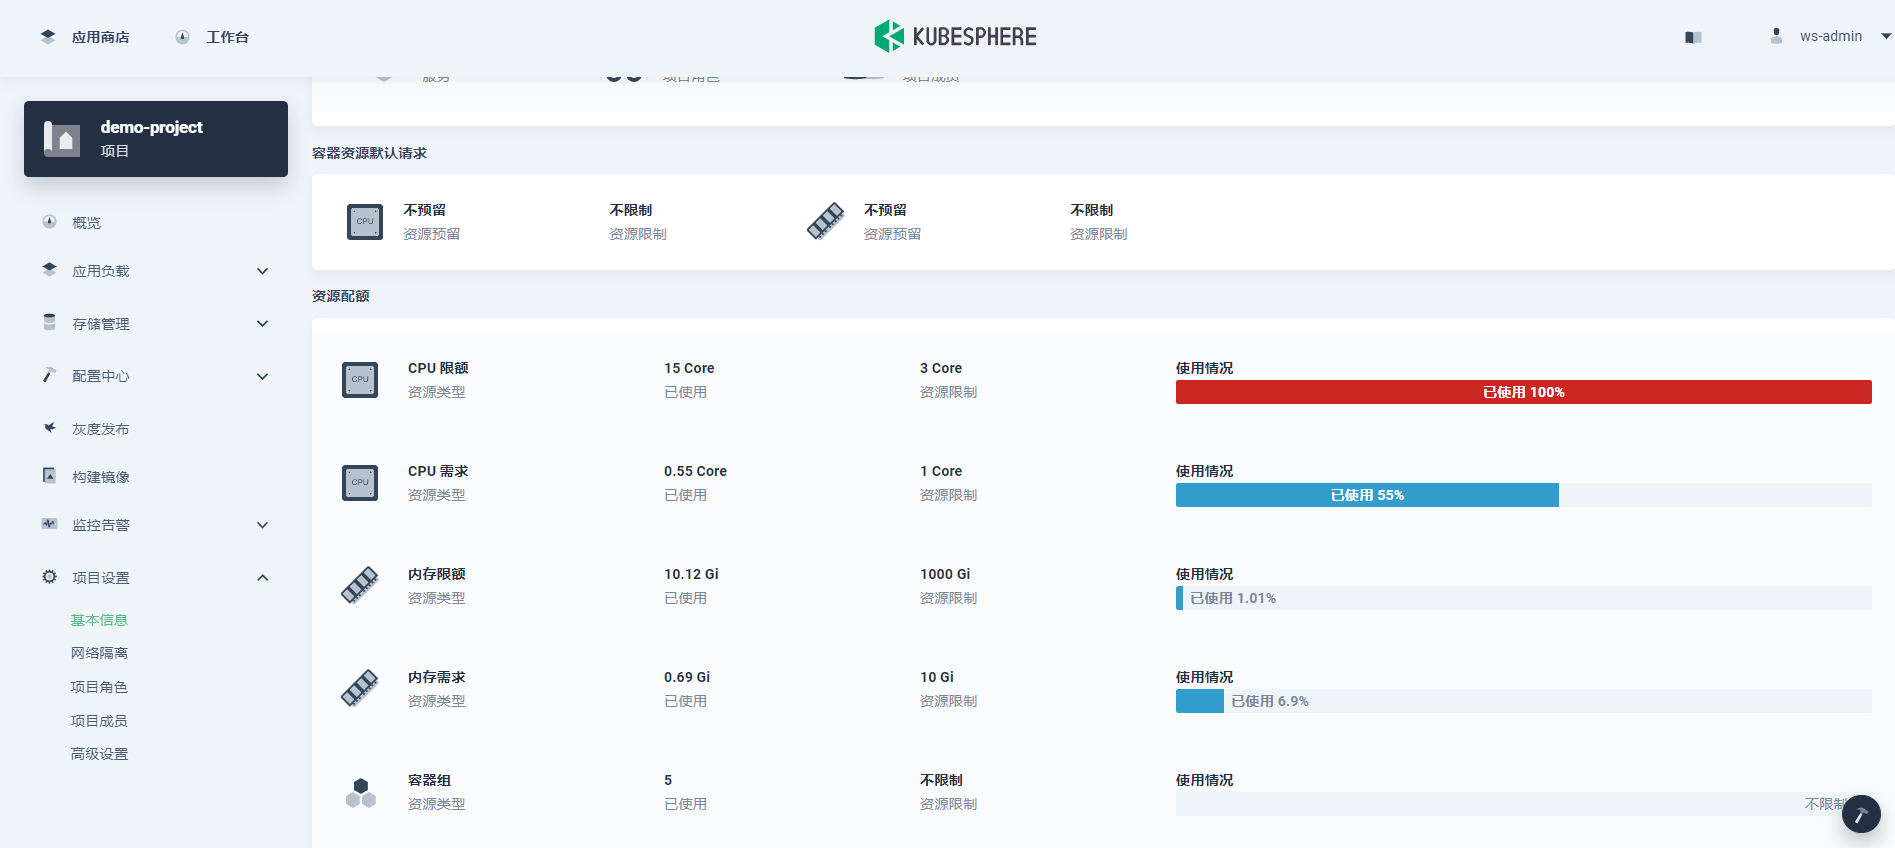 应用商店
工作台
KUBESPHERE
ws-admin
服务
项目角色
项目成员
demo-project
项目
概览
应用负载
存储管理
配置中心
灰度发布
构建镜像
监控告警
项目设置
基本信息
网络隔离
项目角色
项目成员
高级设置
容器资源默认请求
CPU
不预留
资源预留
不限制
资源限制
不预留
资源预留
不限制
资源限制
资源配额
CPU
CPU 限额
资源类型
15 Core
已使用
3 Core
资源限制
使用情况
已使用 100%
CPU
CPU 需求
资源类型
0.55 Core
已使用
1 Core
资源限制
使用情况
已使用 55%
内存限额
资源类型
10.12 Gi
已使用
1000 Gi
资源限制
使用情况
已使用 1.01%
内存需求
资源类型
0.69 Gi
已使用
10 Gi
资源限制
使用情况
已使用 6.9%
容器组
资源类型
5
已使用
不限制
资源限制
使用情况
不限制